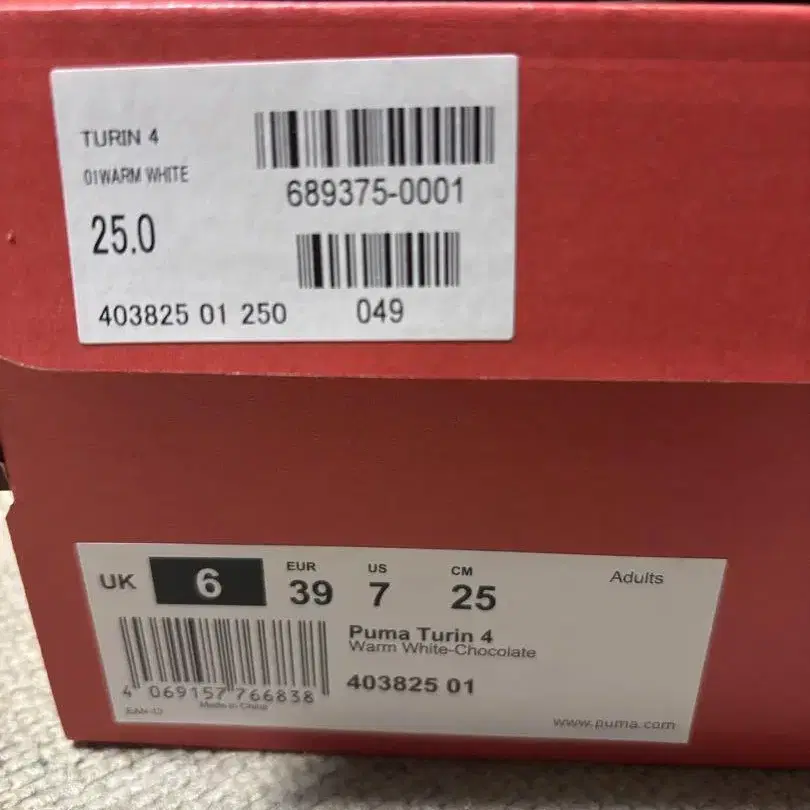 TURIN 4
01WARM WHITE
689375-0001
25.0
403825 01 250
049
UK 6
EUR 39
US 7
CM 25
Adults
Puma Turin 4
Warm White-Chocolate
403825 01
4 069157 766838
EAN-13
Made in China
www.puma.com